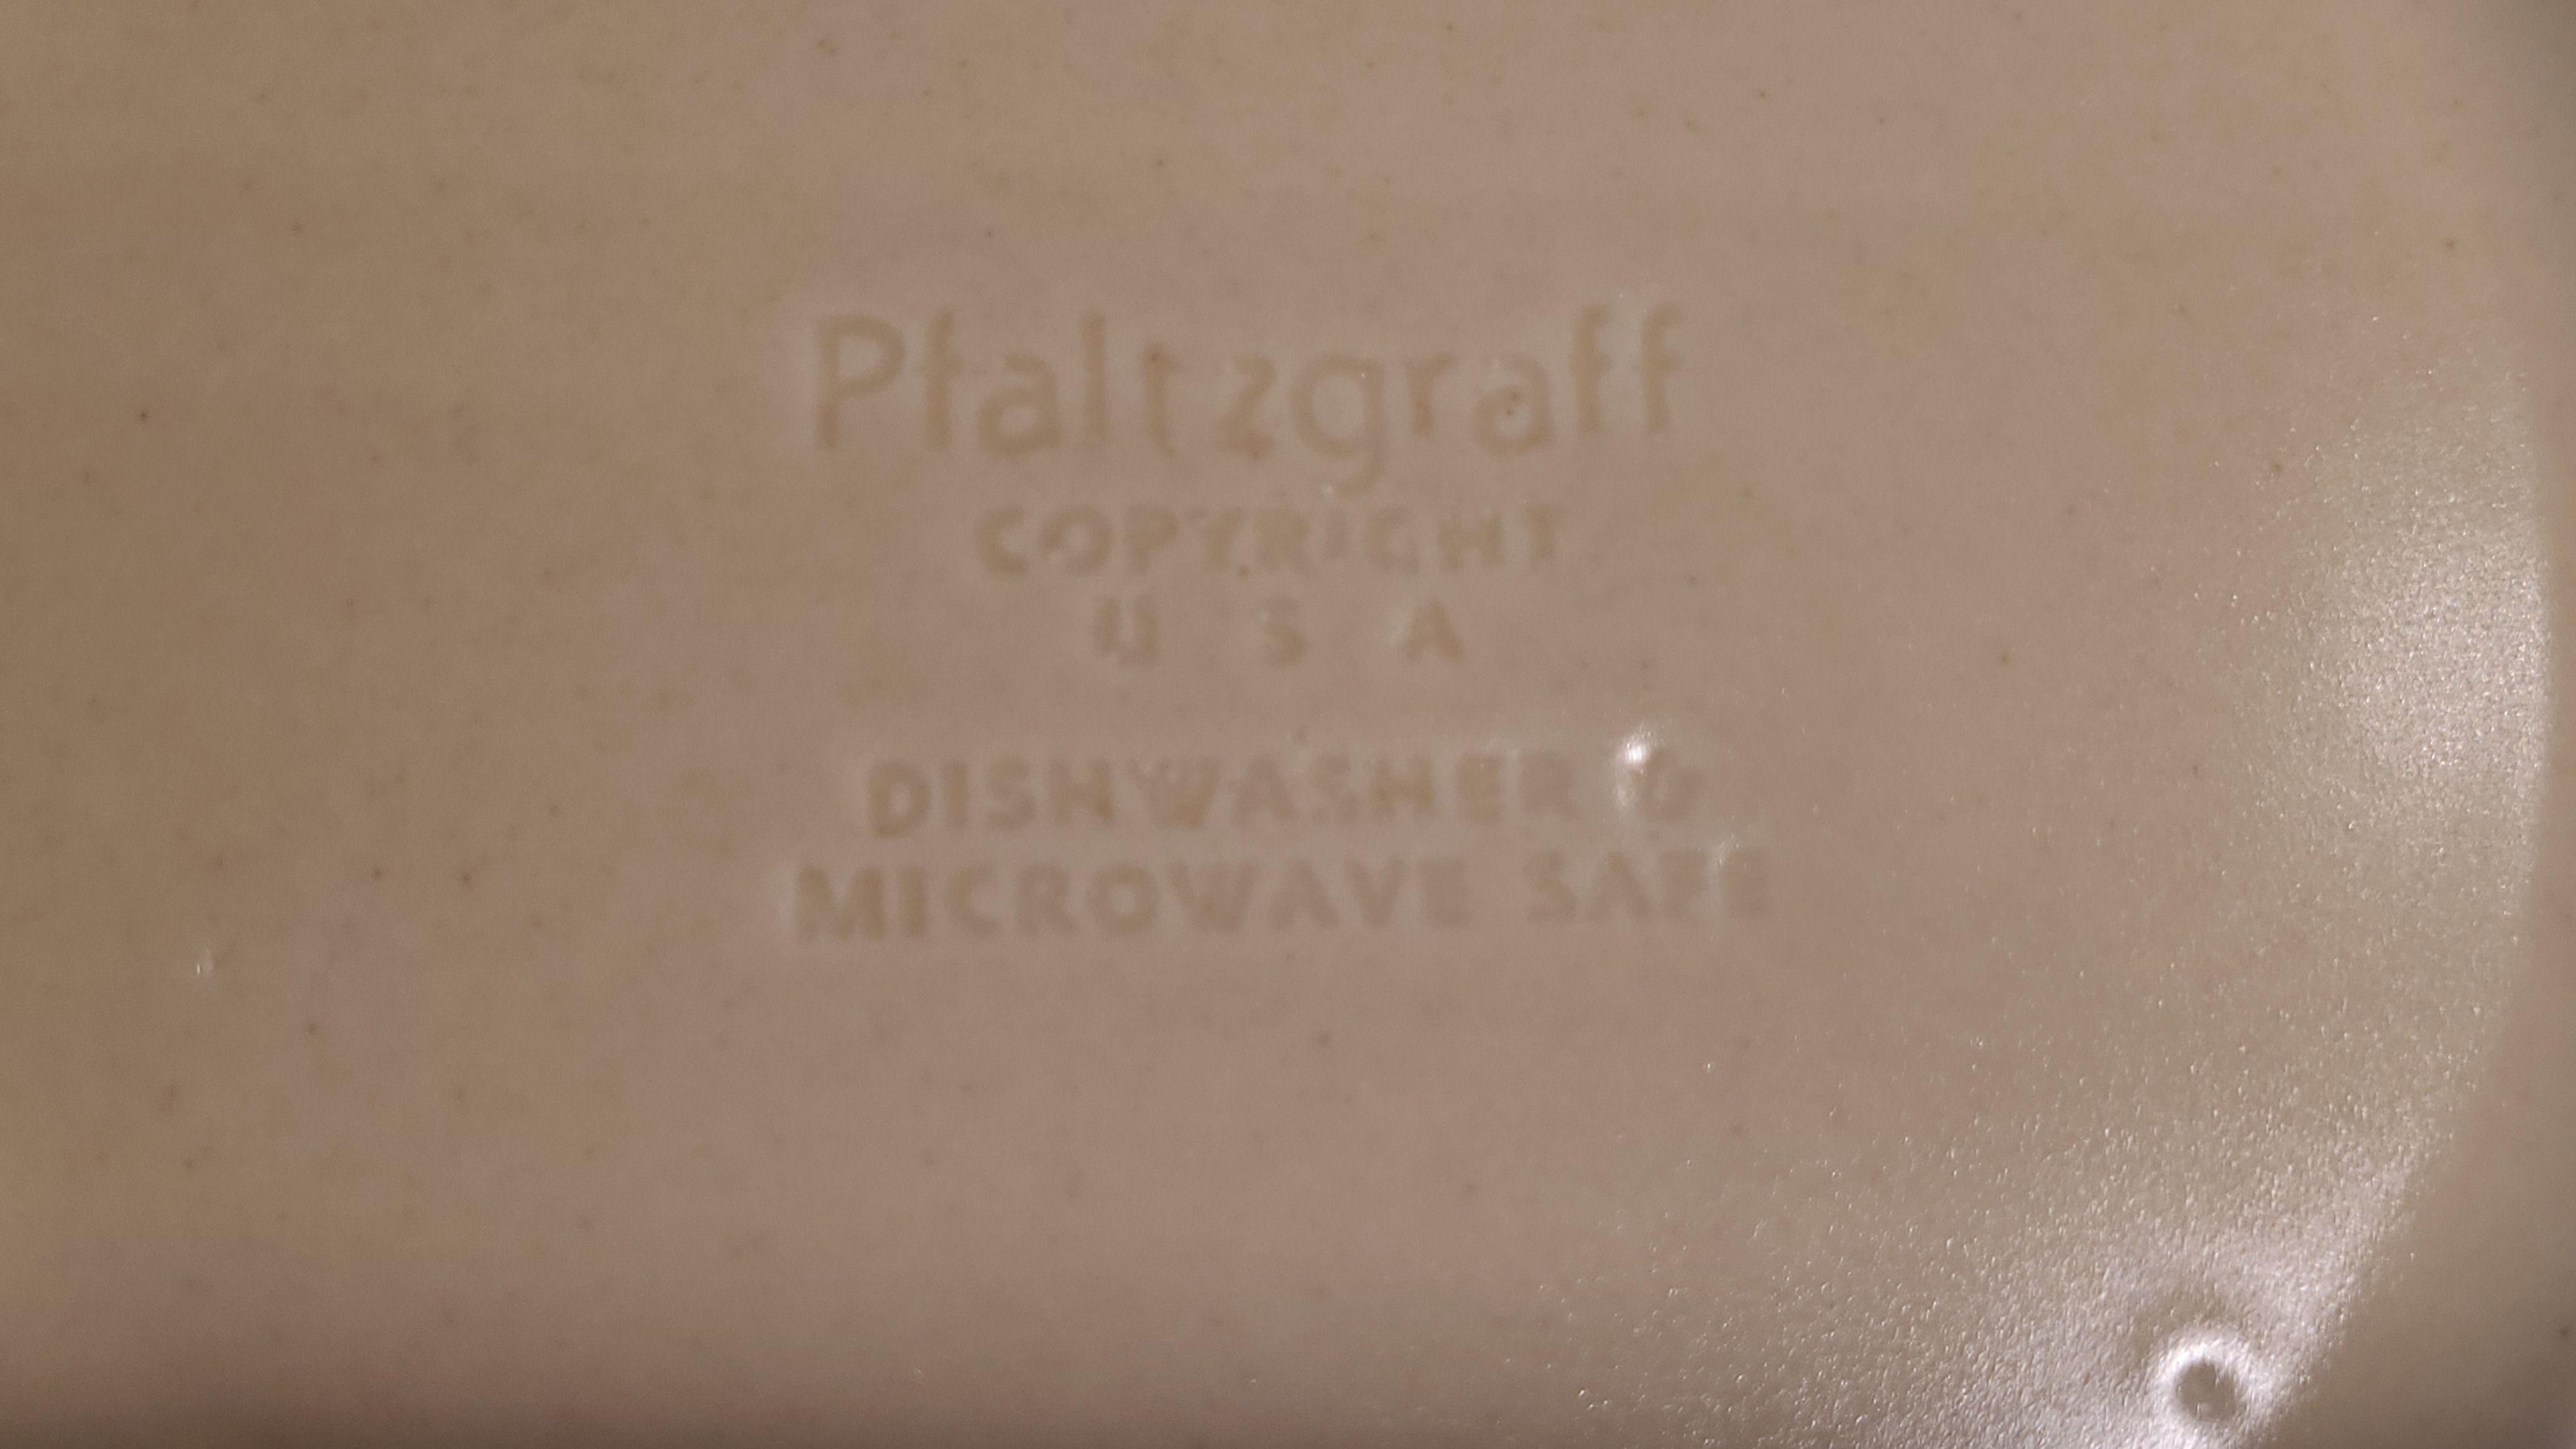 Pfaltzgraff
COPYRIGHT
U S A
DISHWASHER &
MICROWAVE SAFE